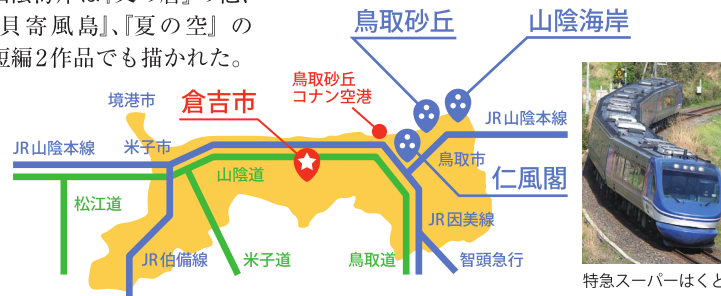 貝寄風島』、『夏の空』の
短編2作品でも描かれた。
鳥取砂丘
山陰海岸
鳥取砂丘
コナン空港
境港市
倉吉市
JR山陰本線
JR山陰本線
米子市
鳥取市
山陰道
仁風閣
松江道
JR因美線
JR伯備線
米子道
鳥取道
智頭急行
特急スーパーはくと